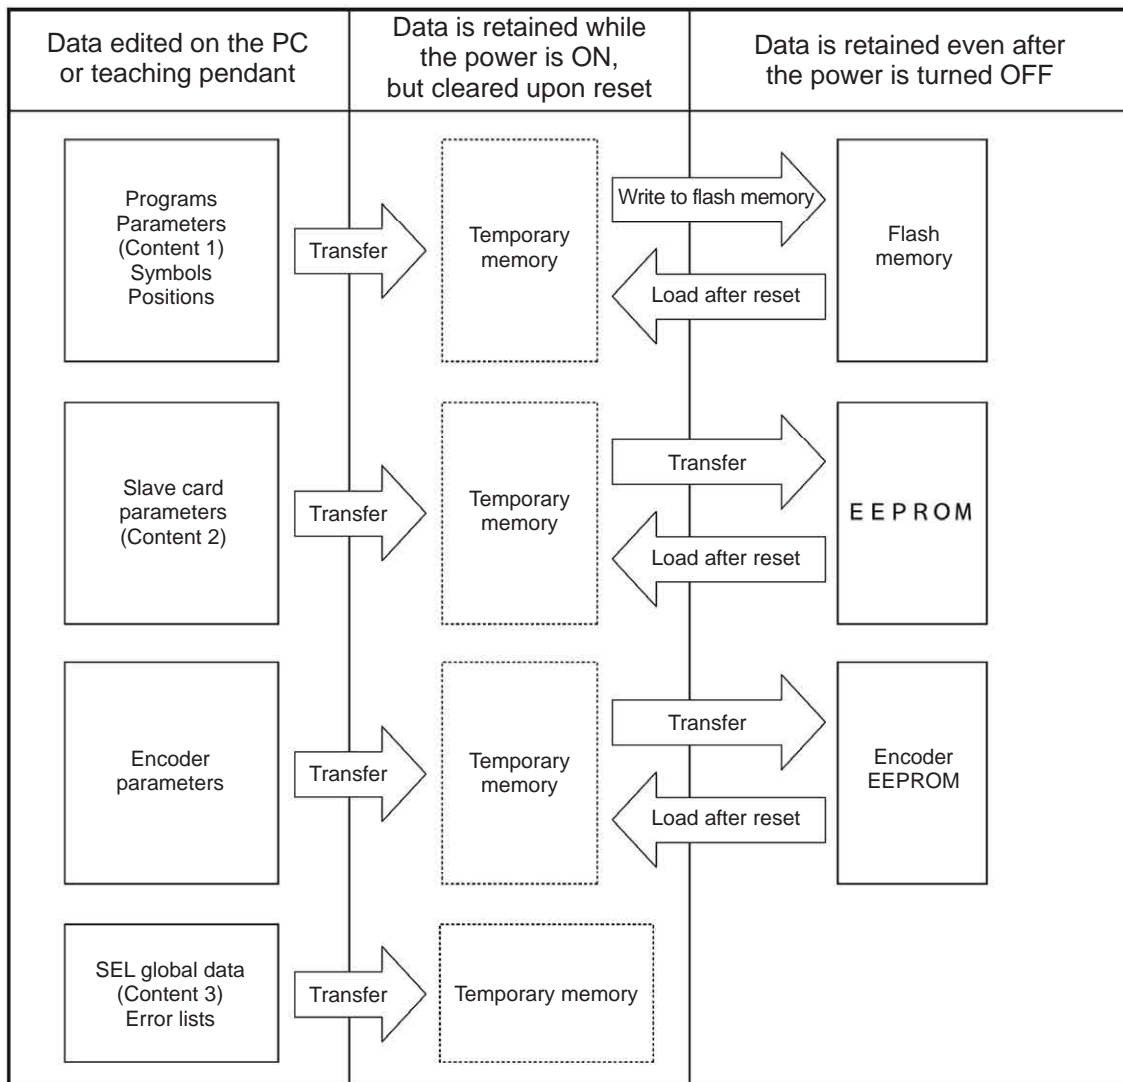 Data edited on the PC
or teaching pendant
Data is retained while
the power is ON,
but cleared upon reset
Data is retained even after
the power is turned OFF
Programs
Parameters
(Content 1)
Symbols
Positions
Transfer
Temporary
memory
Write to flash memory
Load after reset
Flash
memory
Slave card
parameters
(Content 2)
Transfer
Temporary
memory
Transfer
Load after reset
EEPROM
Encoder
parameters
Transfer
Temporary
memory
Transfer
Load after reset
Encoder
EEPROM
SEL global data
(Content 3)
Error lists
Transfer
Temporary memory